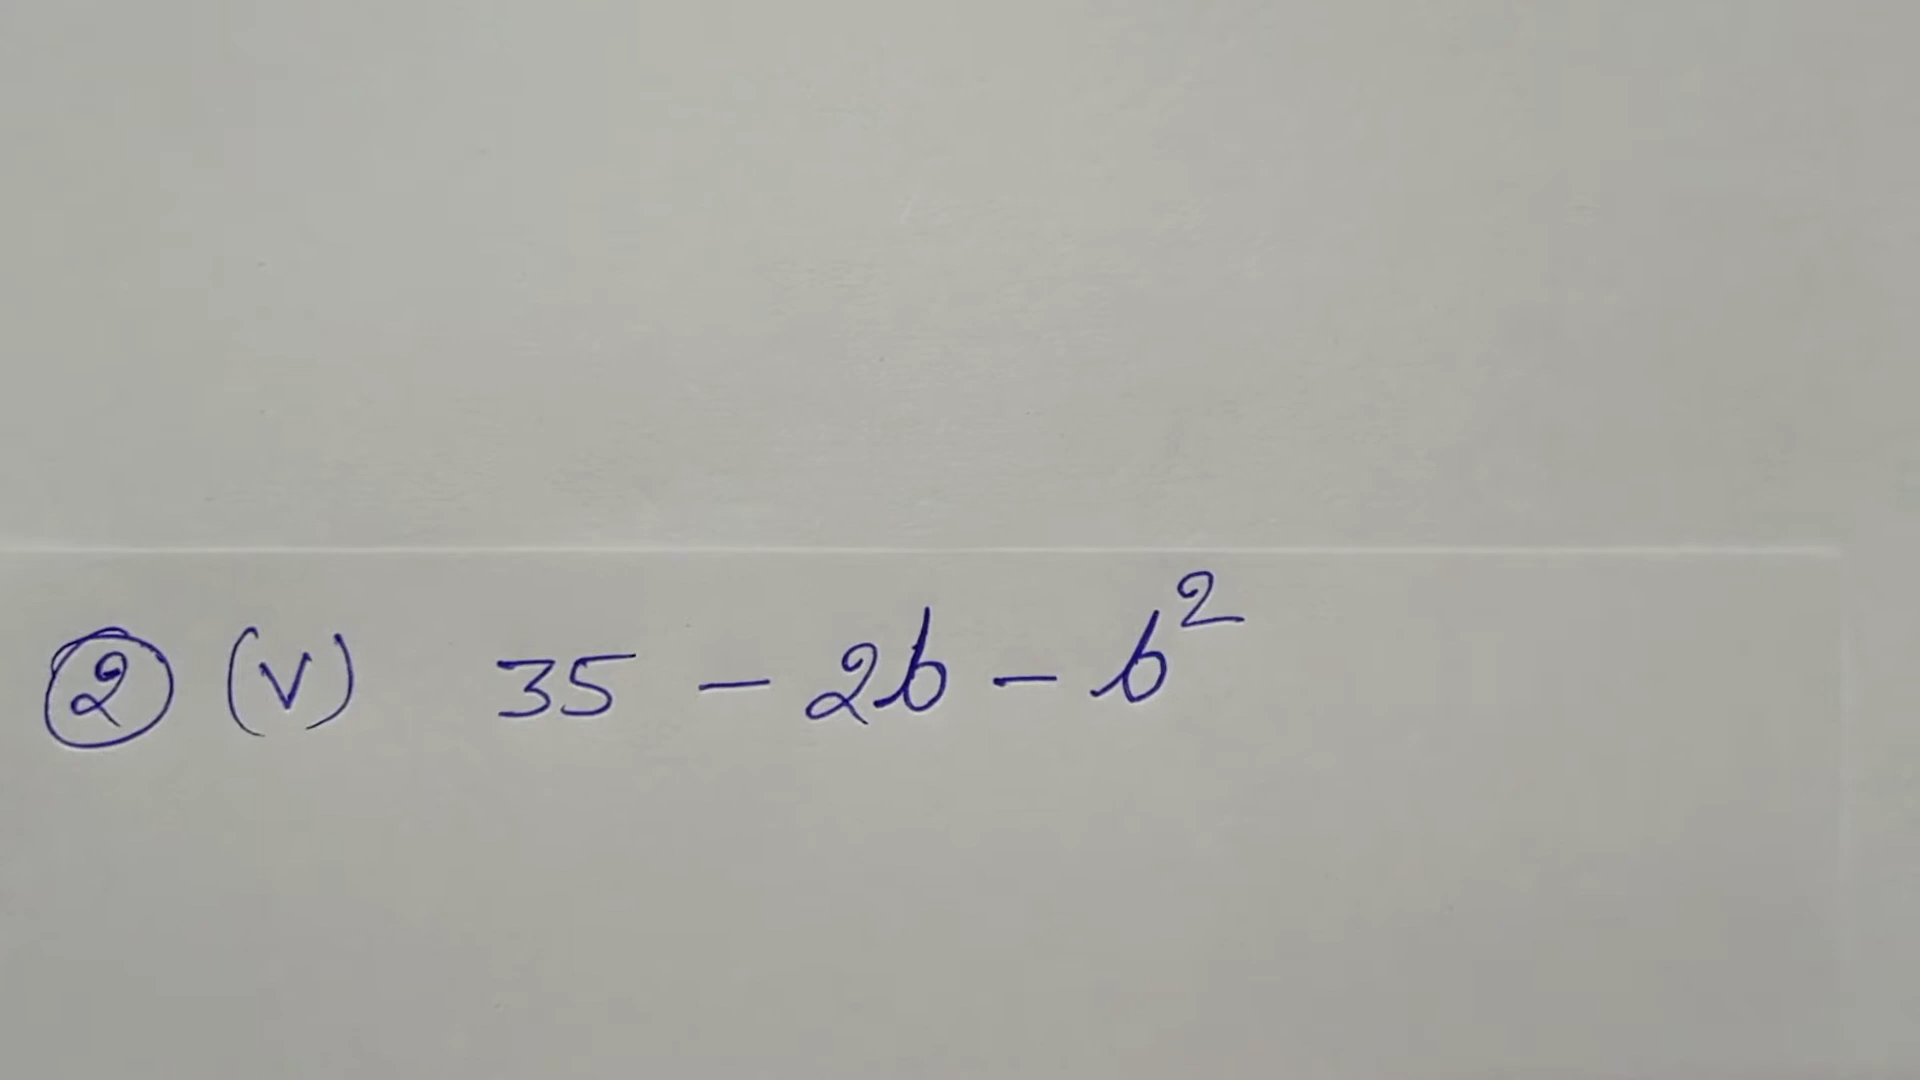 ② (v) 35 - 2b - b²